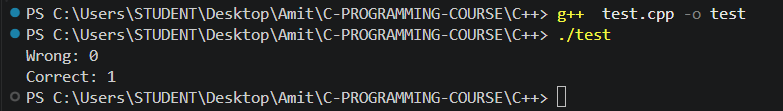 PS C:\Users\STUDENT\Desktop\Amit\C-PROGRAMMING-COURSE\C++> g++  test.cpp -o test
PS C:\Users\STUDENT\Desktop\Amit\C-PROGRAMMING-COURSE\C++> ./test
Wrong: 0
Correct: 1
PS C:\Users\STUDENT\Desktop\Amit\C-PROGRAMMING-COURSE\C++>